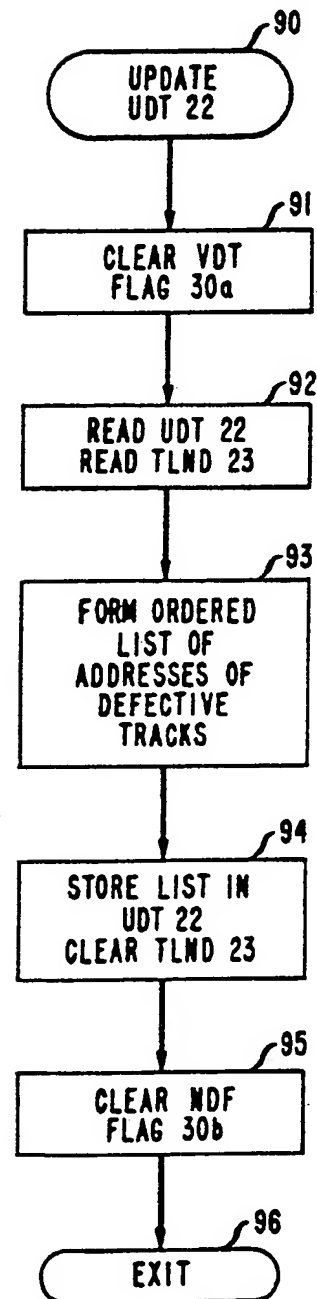 90
UPDATE
UDT 22
91
CLEAR VDT
FLAG 30a
92
READ UDT 22
READ TLND 23
93
FORM ORDERED
LIST OF
ADDRESSES OF
DEFECTIVE
TRACKS
94
STORE LIST IN
UDT 22
CLEAR TLND 23
95
CLEAR NDF
FLAG 30b
96
EXIT